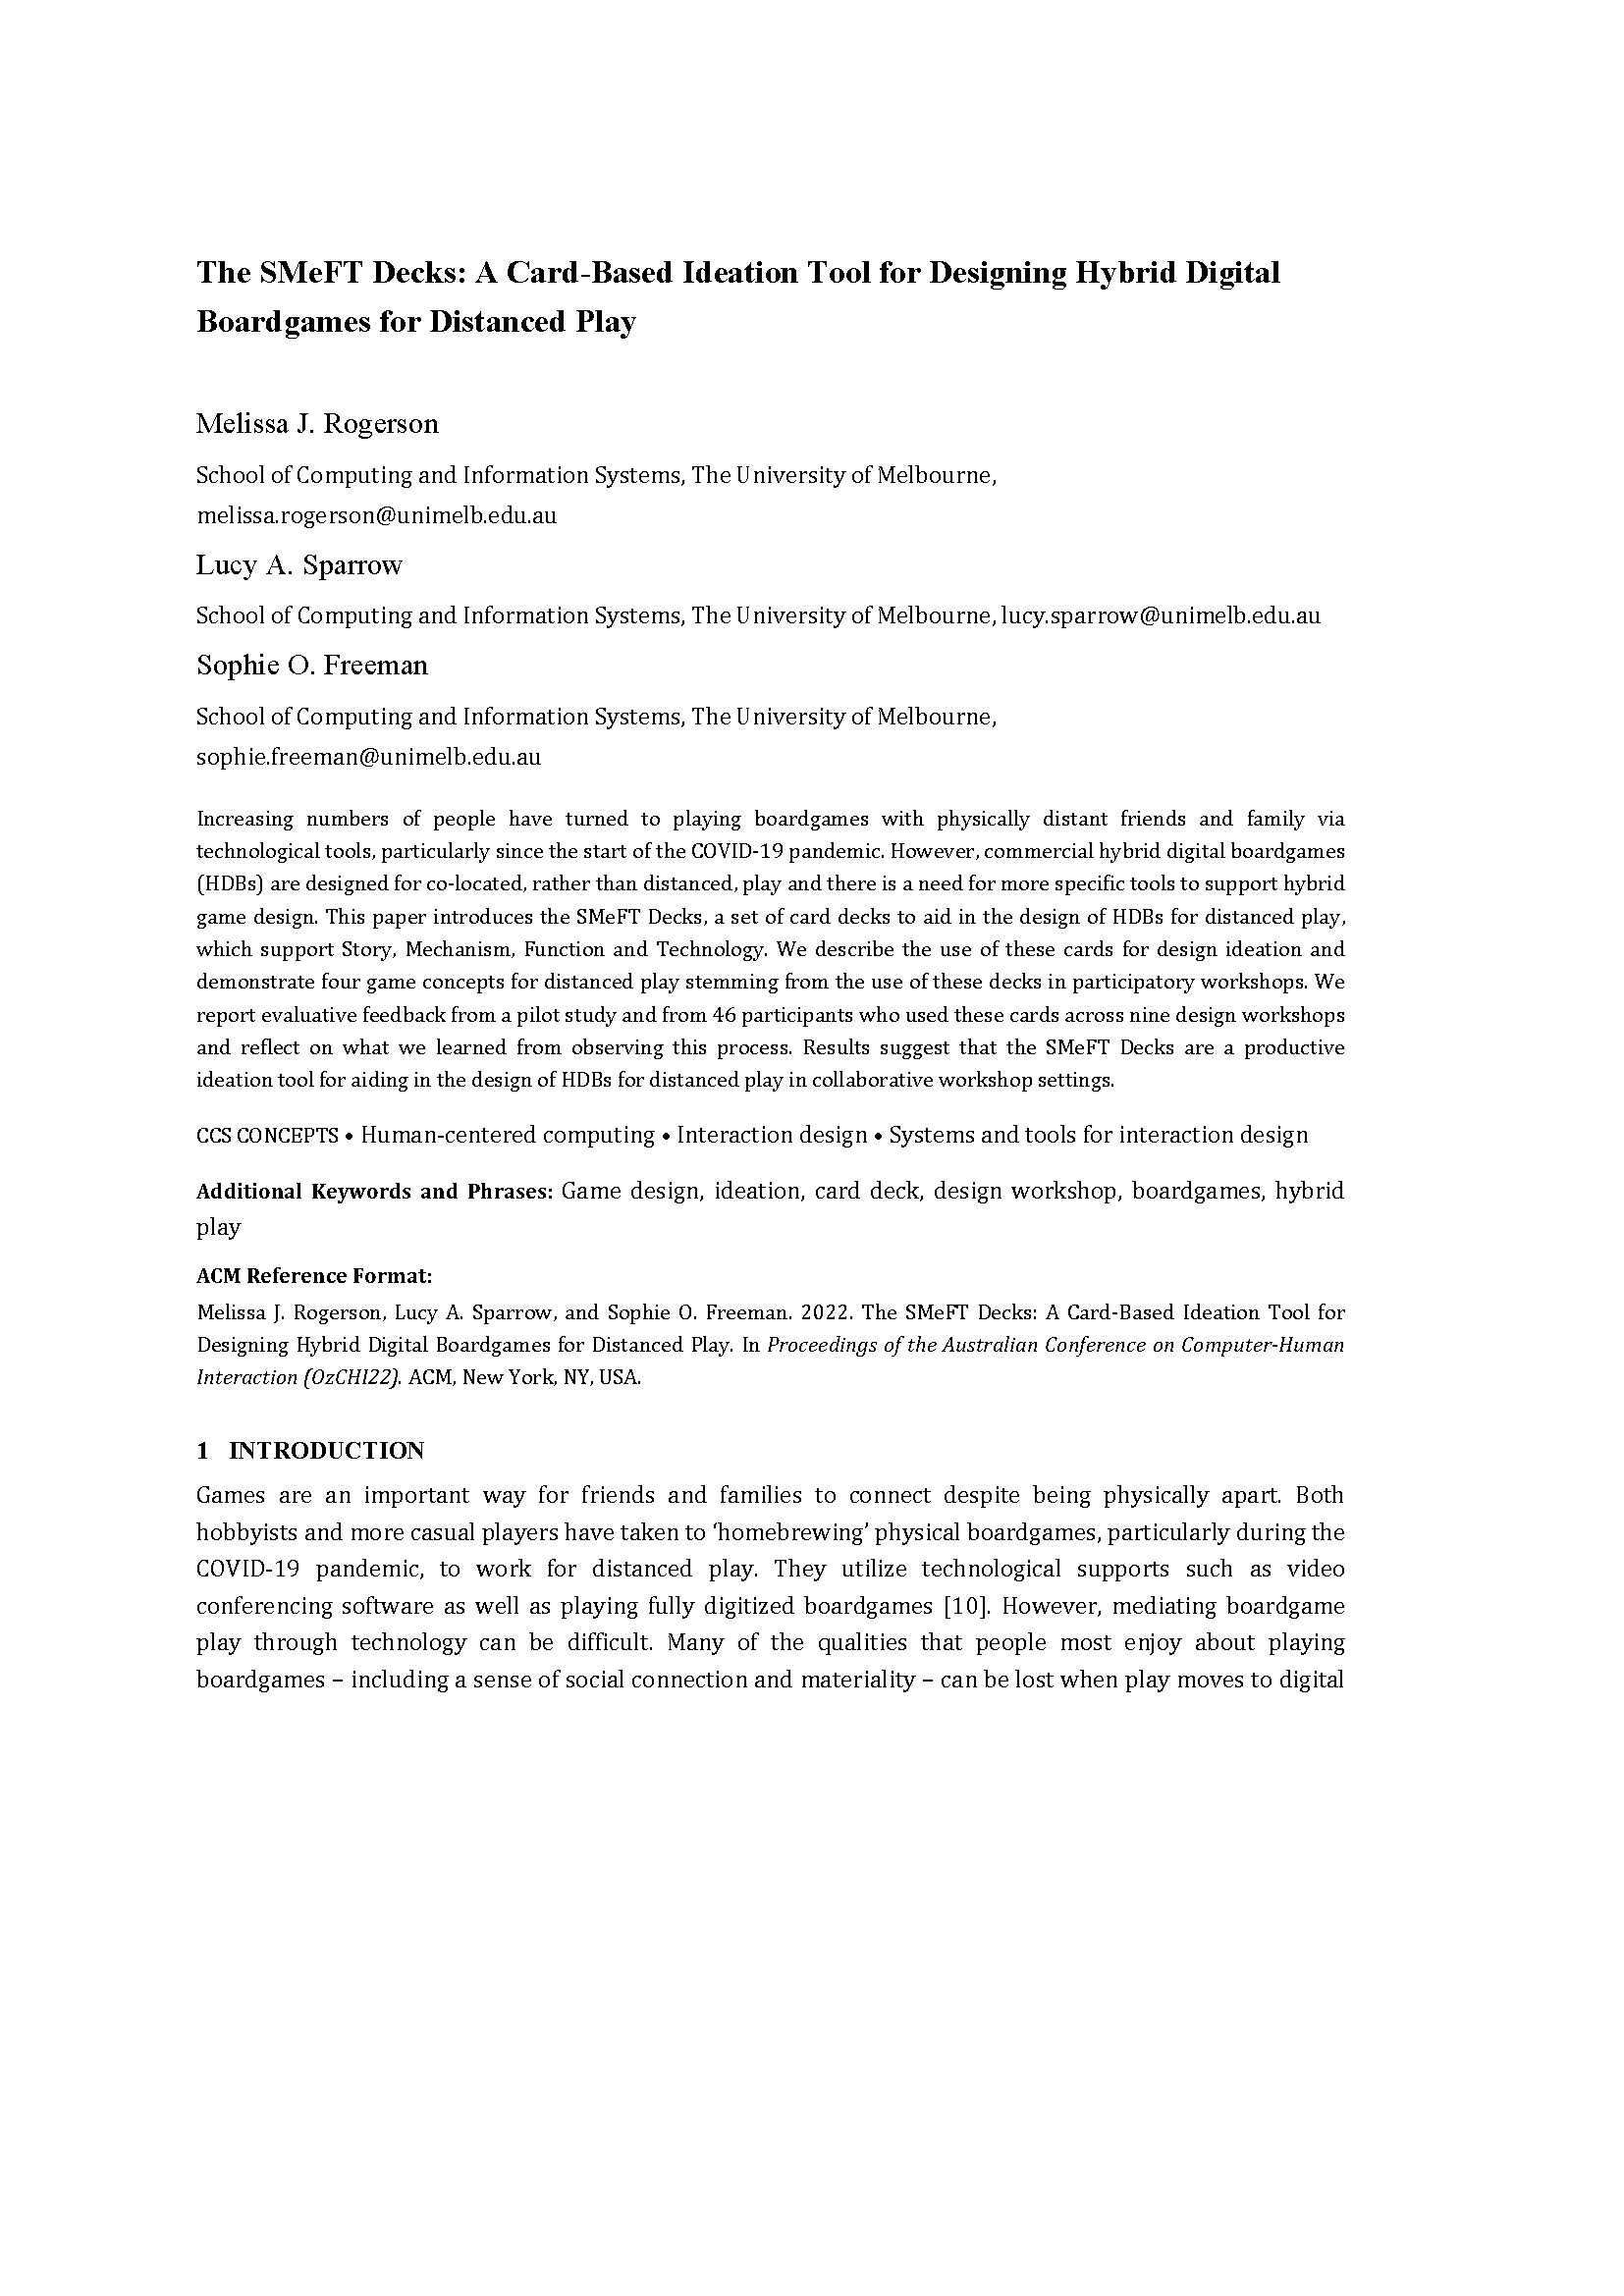 The SMeFT Decks: A Card-Based Ideation Tool for Designing Hybrid Digital
Boardgames for Distanced Play
Melissa J. Rogerson
School of Computing and Information Systems, The University of Melbourne,
melissa.rogerson@unimelb.edu.au
Lucy A. Sparrow
School of Computing and Information Systems, The University of Melbourne, lucy.sparrow@unimelb.edu.au
Sophie O. Freeman
School of Computing and Information Systems, The University of Melbourne,
sophie.freeman@unimelb.edu.au
Increasing numbers of people have turned to playing boardgames with physically distant friends and family via
technological tools, particularly since the start of the COVID-19 pandemic. However, commercial hybrid digital boardgames
(HDBs) are designed for co-located, rather than distanced, play and there is a need for more specific tools to support hybrid
game design. This paper introduces the SMeFT Decks, a set of card decks to aid in the design of HDBs for distanced play,
which support Story, Mechanism, Function and Technology. We describe the use of these cards for design ideation and
demonstrate four game concepts for distanced play stemming from the use of these decks in participatory workshops. We
report evaluative feedback from a pilot study and from 46 participants who used these cards across nine design workshops
and reflect on what we learned from observing this process. Results suggest that the SMeFT Decks are a productive
ideation tool for aiding in the design of HDBs for distanced play in collaborative workshop settings.
CCS CONCEPTS • Human-centered computing • Interaction design • Systems and tools for interaction design
Additional Keywords and Phrases: Game design, ideation, card deck, design workshop, boardgames, hybrid
play
ACM Reference Format:
Melissa J. Rogerson, Lucy A. Sparrow, and Sophie O. Freeman. 2022. The SMeFT Decks: A Card-Based Ideation Tool for
Designing Hybrid Digital Boardgames for Distanced Play. In Proceedings of the Australian Conference on Computer-Human
Interaction (OzCHI22). ACM, New York, NY, USA.
1 INTRODUCTION
Games are an important way for friends and families to connect despite being physically apart. Both
hobbyists and more casual players have taken to ‘homebrewing’ physical boardgames, particularly during the
COVID-19 pandemic, to work for distanced play. They utilize technological supports such as video
conferencing software as well as playing fully digitized boardgames [10]. However, mediating boardgame
play through technology can be difficult. Many of the qualities that people most enjoy about playing
boardgames – including a sense of social connection and materiality – can be lost when play moves to digital